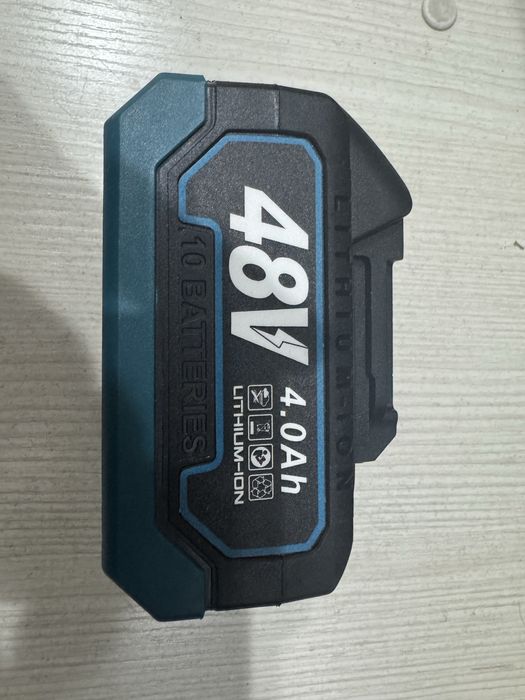 LITHIUM-ION
48V
4.0Ah
LITHIUM-ION
10 BATTERIES